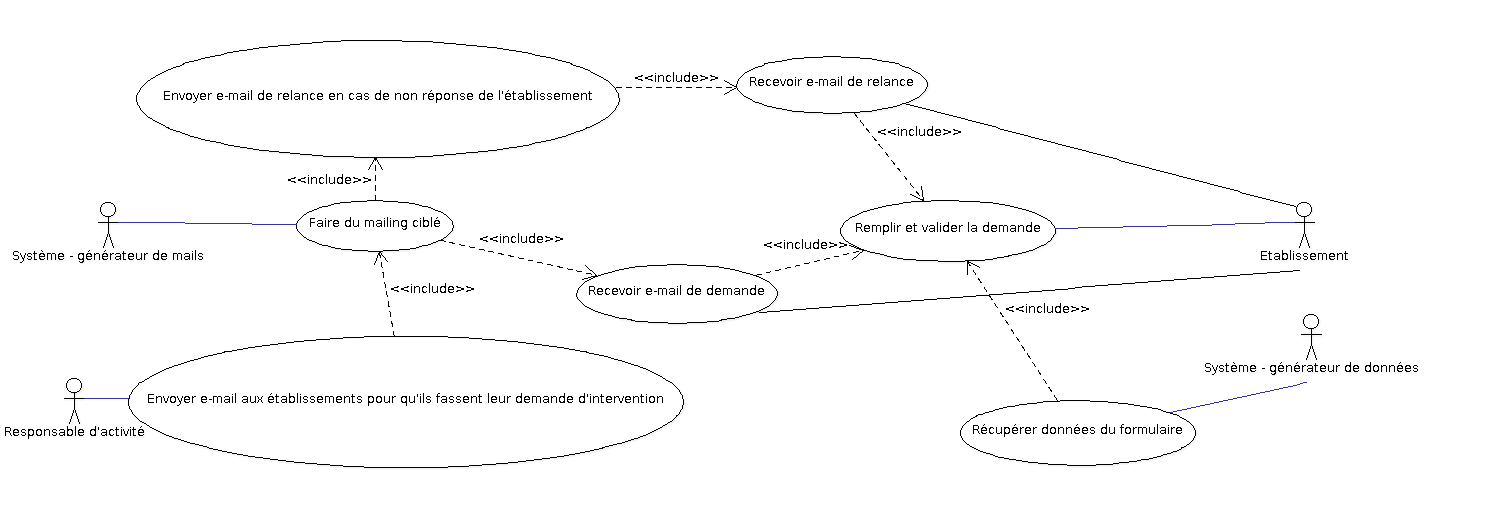 <<include>>
Recevoir e-mail de relance
Envoyer e-mail de relance en cas de non réponse de l'établissement
<<include>>
<<include>>
Faire du mailing ciblé
Remplir et valider la demande
<<include>>
<<include>>
Système - générateur de mails
Etablissement
<<include>>
Recevoir e-mail de demande
<<include>>
Système - générateur de données
Envoyer e-mail aux établissements pour qu'ils fassent leur demande d'intervention
Responsable d'activité
Récupérer données du formulaire